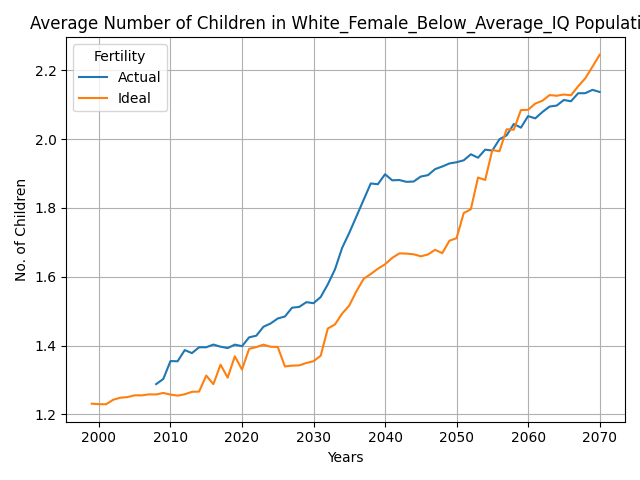 Average Number of Children in White_Female_Below_Average_IQ Populati
Fertility
Actual
Ideal
No. of Children
2.2
2.0
1.8
1.6
1.4
1.2
2000 2010 2020 2030 2040 2050 2060 2070
Years